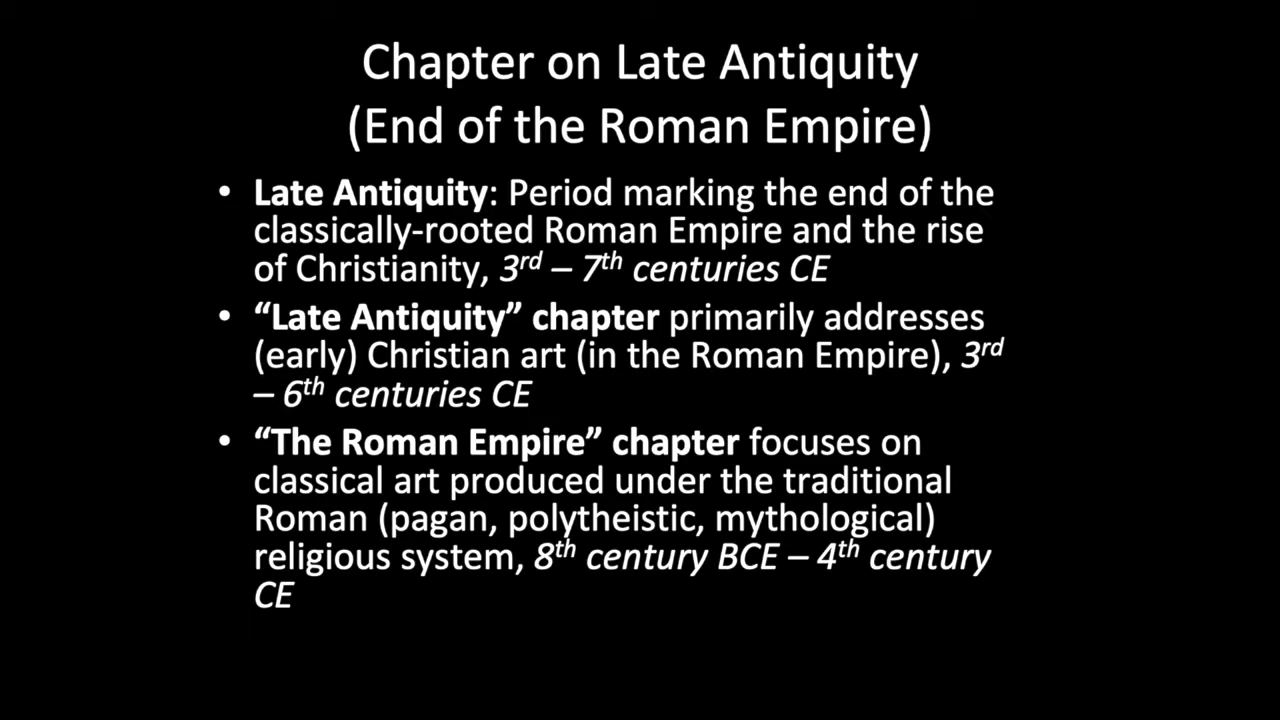 Chapter on Late Antiquity
(End of the Roman Empire)
• Late Antiquity: Period marking the end of the
classically-rooted Roman Empire and the rise
of Christianity, 3rd – 7th centuries CE
• “Late Antiquity” chapter primarily addresses
(early) Christian art (in the Roman Empire), 3rd
– 6th centuries CE
• “The Roman Empire” chapter focuses on
classical art produced under the traditional
Roman (pagan, polytheistic, mythological)
religious system, 8th century BCE – 4th century
CE